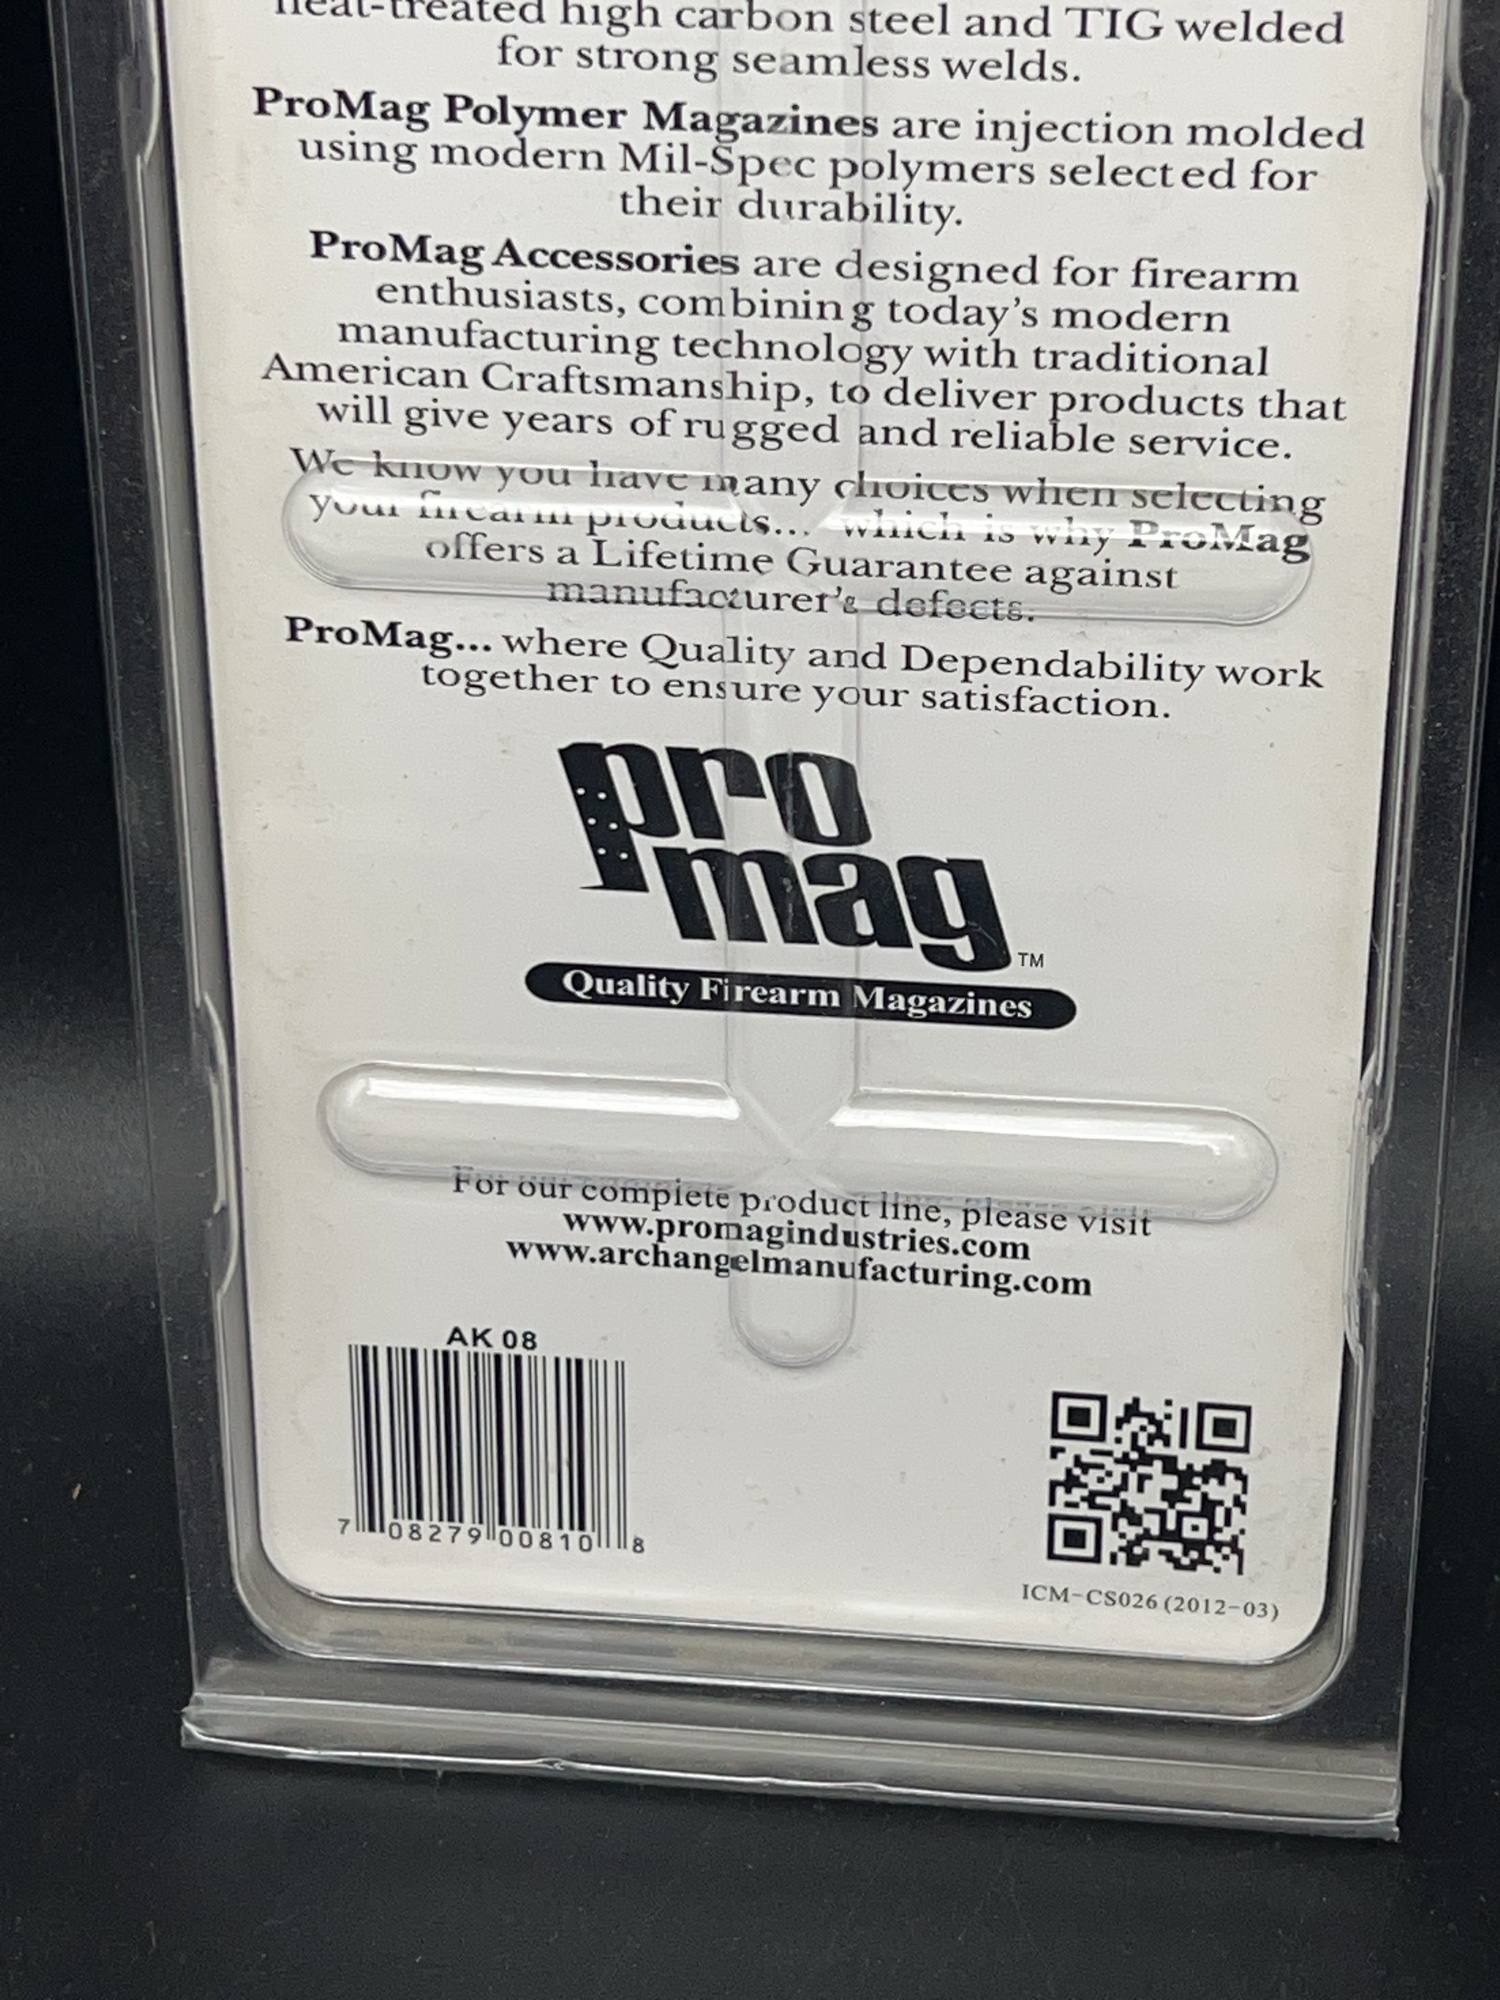 heat-treated high carbon steel and TIG welded
for strong seamless welds.
ProMag Polymer Magazines are injection molded
using modern Mil-Spec polymers selected for
their durability.
ProMag Accessories are designed for firearm
enthusiasts, combining today's modern
manufacturing technology with traditional
American Craftsmanship, to deliver products that
will give years of rugged and reliable service.
We know you have many choices when selecting
your firearm products... which is why ProMag
offers a Lifetime Guarantee against
manufacturer's defects.
ProMag... where Quality and Dependability work
together to ensure your satisfaction.
pro
mag
TM
Quality Firearm Magazines
For our complete product line, please visit
www.promagindustries.com
www.archangelmanufacturing.com
AK 08
7 08279 00810 8
ICM-CS026 (2012-03)